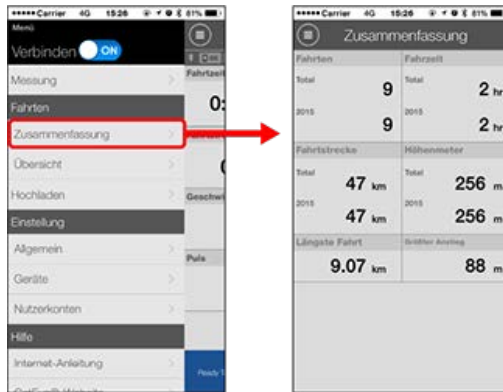 Carrier 4G 15:26 81%
Menü
Verbinden ON
Messung
Fahrten
Zusammenfassung
Übersicht
Hochladen
Einstellung
Allgemein
Geräte
Nutzerkonten
Hilfe
Internet-Anleitung
CatEye® Website
Fahrtzeit
0:
Geschwi
Puls
Ready T
Carrier 4G 15:26 81%
Zusammenfassung
Fahrten Fahrzeit
Total Total
9 2 hr
2015 2015
9 2 hr
Fahrtstrecke Höhenmeter
Total Total
47 km 256 m
2015 2015
47 km 256 m
Längste Fahrt Größter Anstieg
9.07 km 88 m